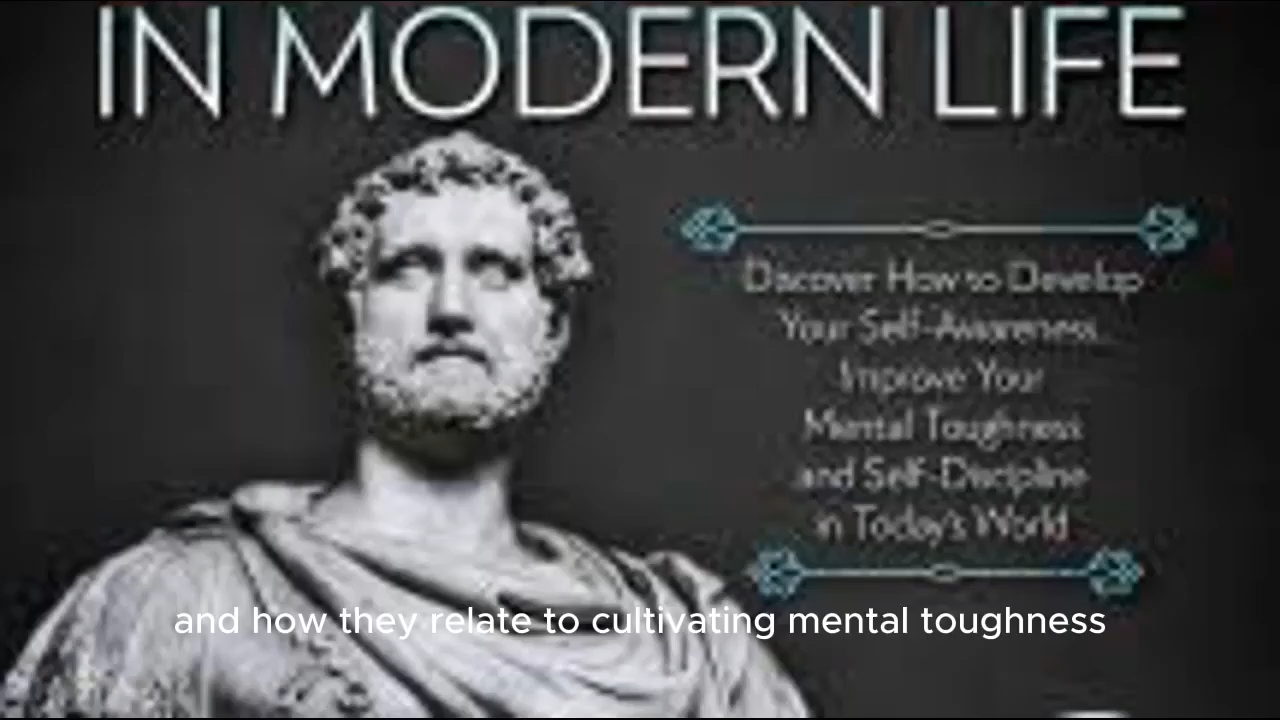 IN MODERN LIFE
Discover How to Develop
Your Self-Awareness
Improve Your
Mental Toughness
and Self-Discipline
in Today's World
and how they relate to cultivating mental toughness